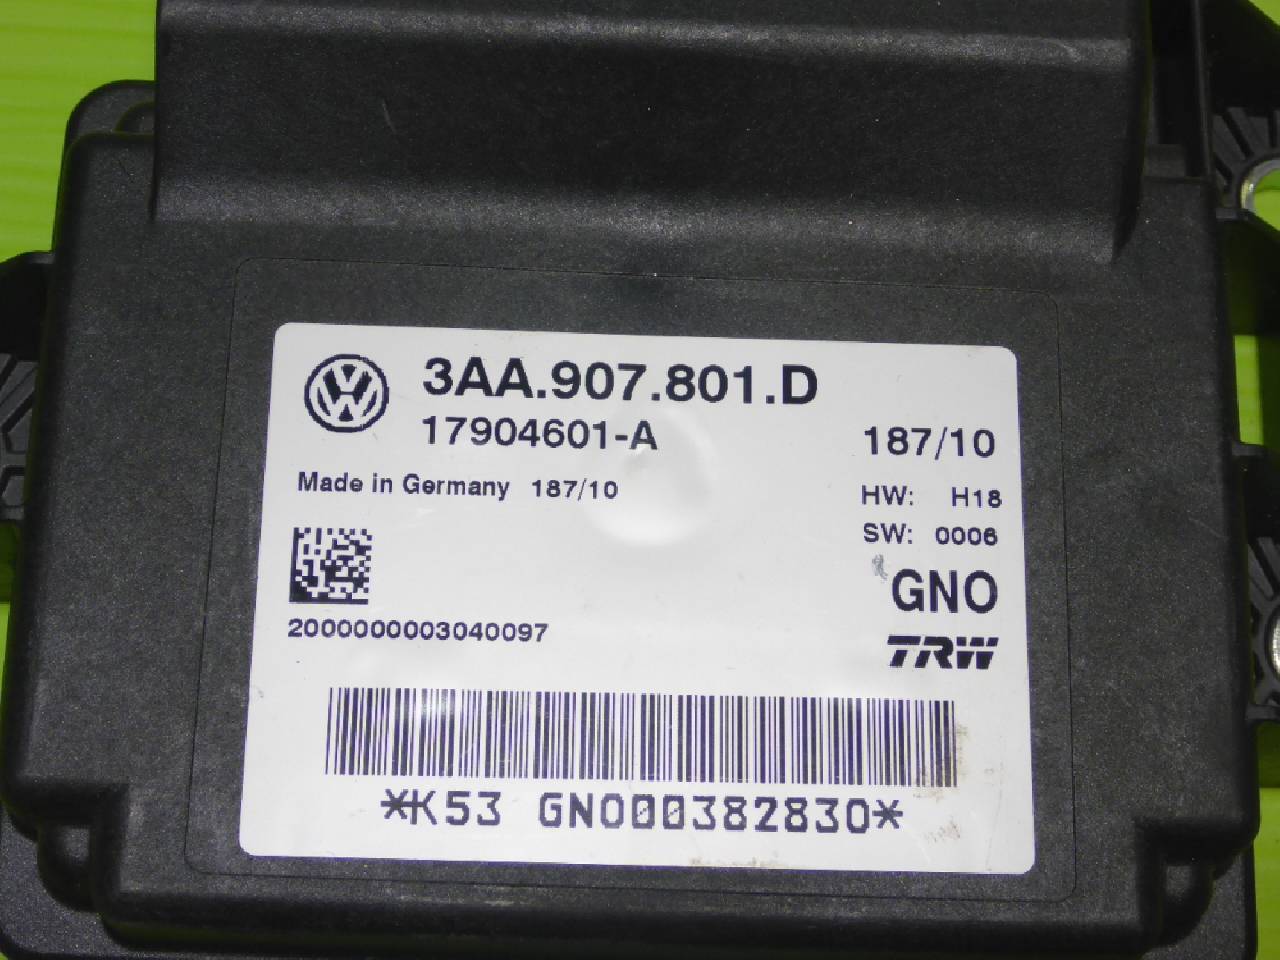 3AA.907.801.D
17904601-A
187/10
Made in Germany 187/10
HW: H18
SW: 0006
GNO
TRW
2000000003040097
*K53 GNO00382830*